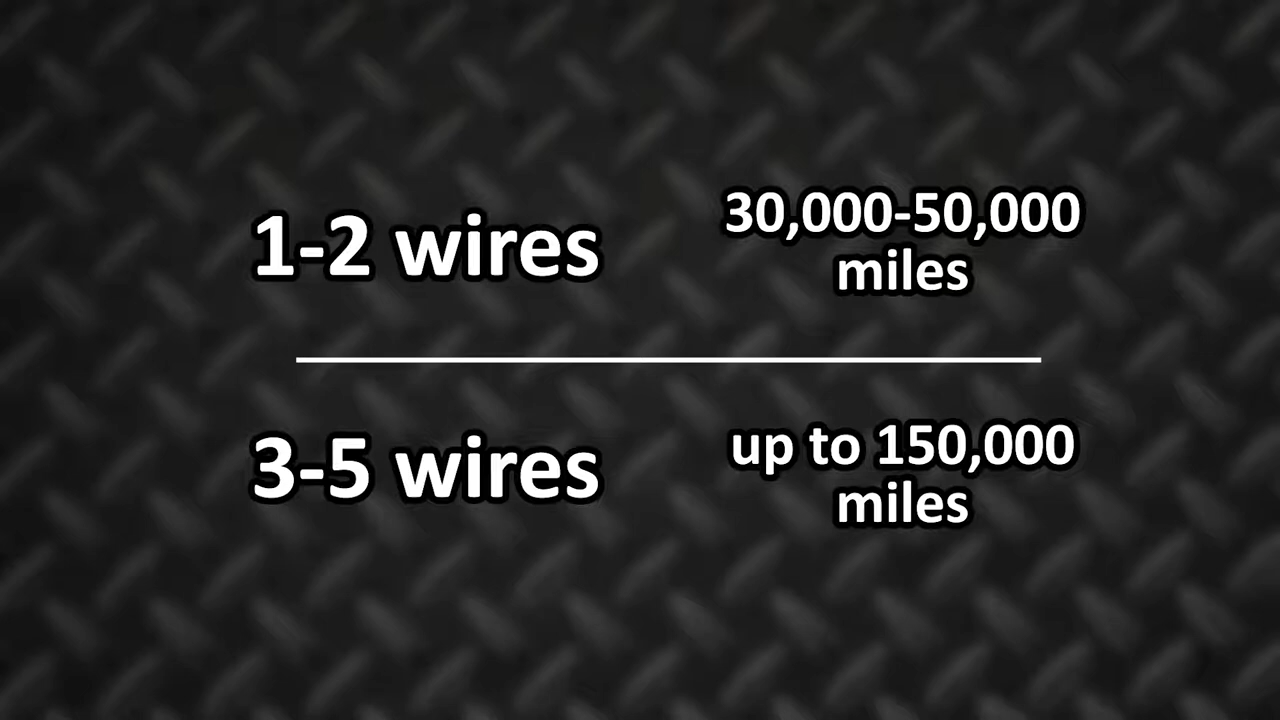 1-2 wires
30,000-50,000
miles
3-5 wires
up to 150,000
miles